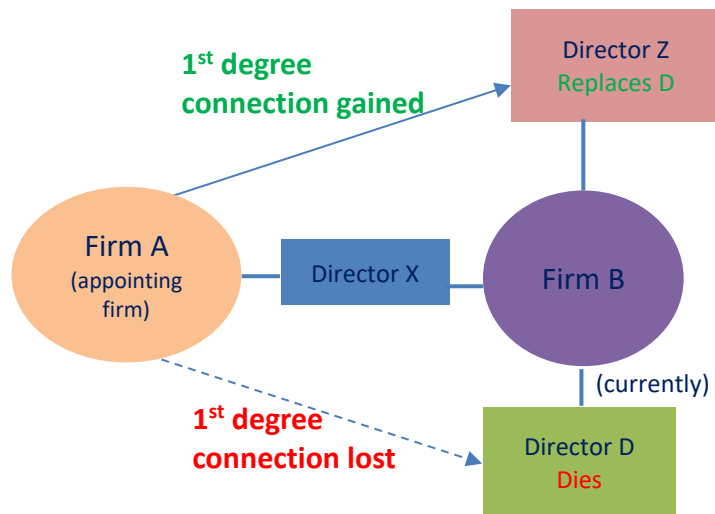 Director Z
Replaces D
1st degree
connection gained
Firm A
(appointing
firm)
Director X
Firm B
(currently)
1st degree
connection lost
Director D
Dies